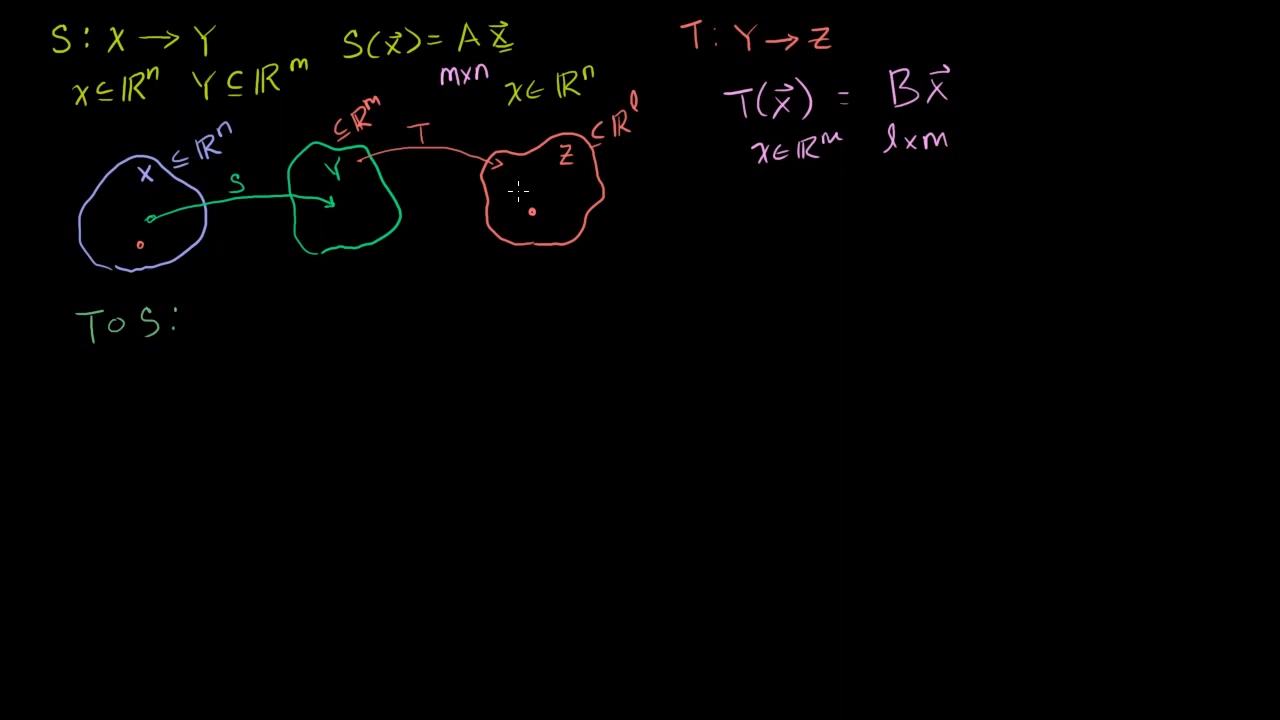 S: X → Y S(x⃗) = A x⃗ T: Y → Z
X ⊆ ℝⁿ Y ⊆ ℝᵐ m×n x ∈ ℝⁿ T(x⃗) = B x⃗
x ∈ ℝᵐ l×m
X ⊆ ℝⁿ S Y ⊆ ℝᵐ T Z ⊆ ℝˡ
T o S: